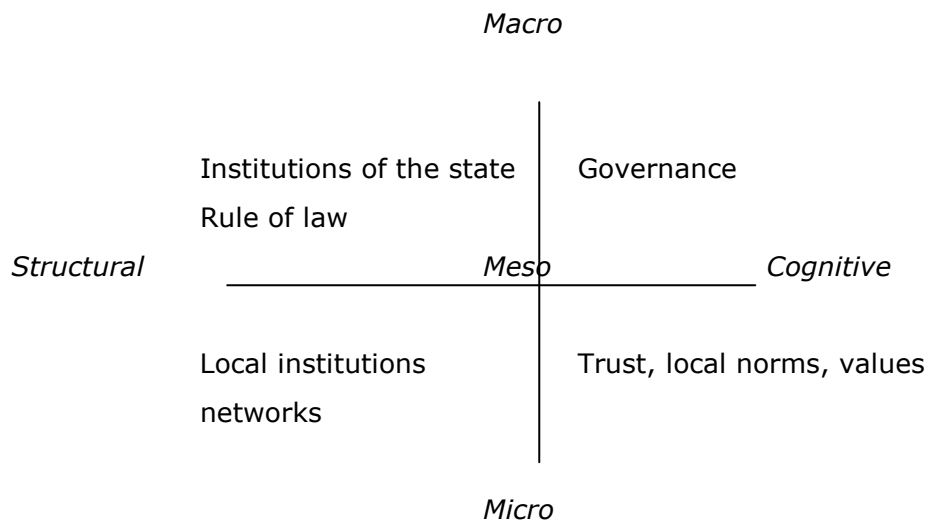 Macro
Institutions of the state
Governance
Rule of law
Structural
Meso
Cognitive
Local institutions
Trust, local norms, values
networks
Micro